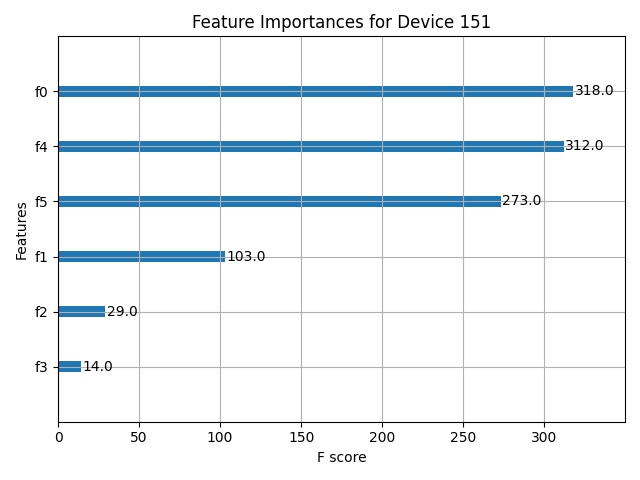 Feature Importances for Device 151
Features
f0 318.0
f4 312.0
f5 273.0
f1 103.0
f2 29.0
f3 14.0
0 50 100 150 200 250 300
F score